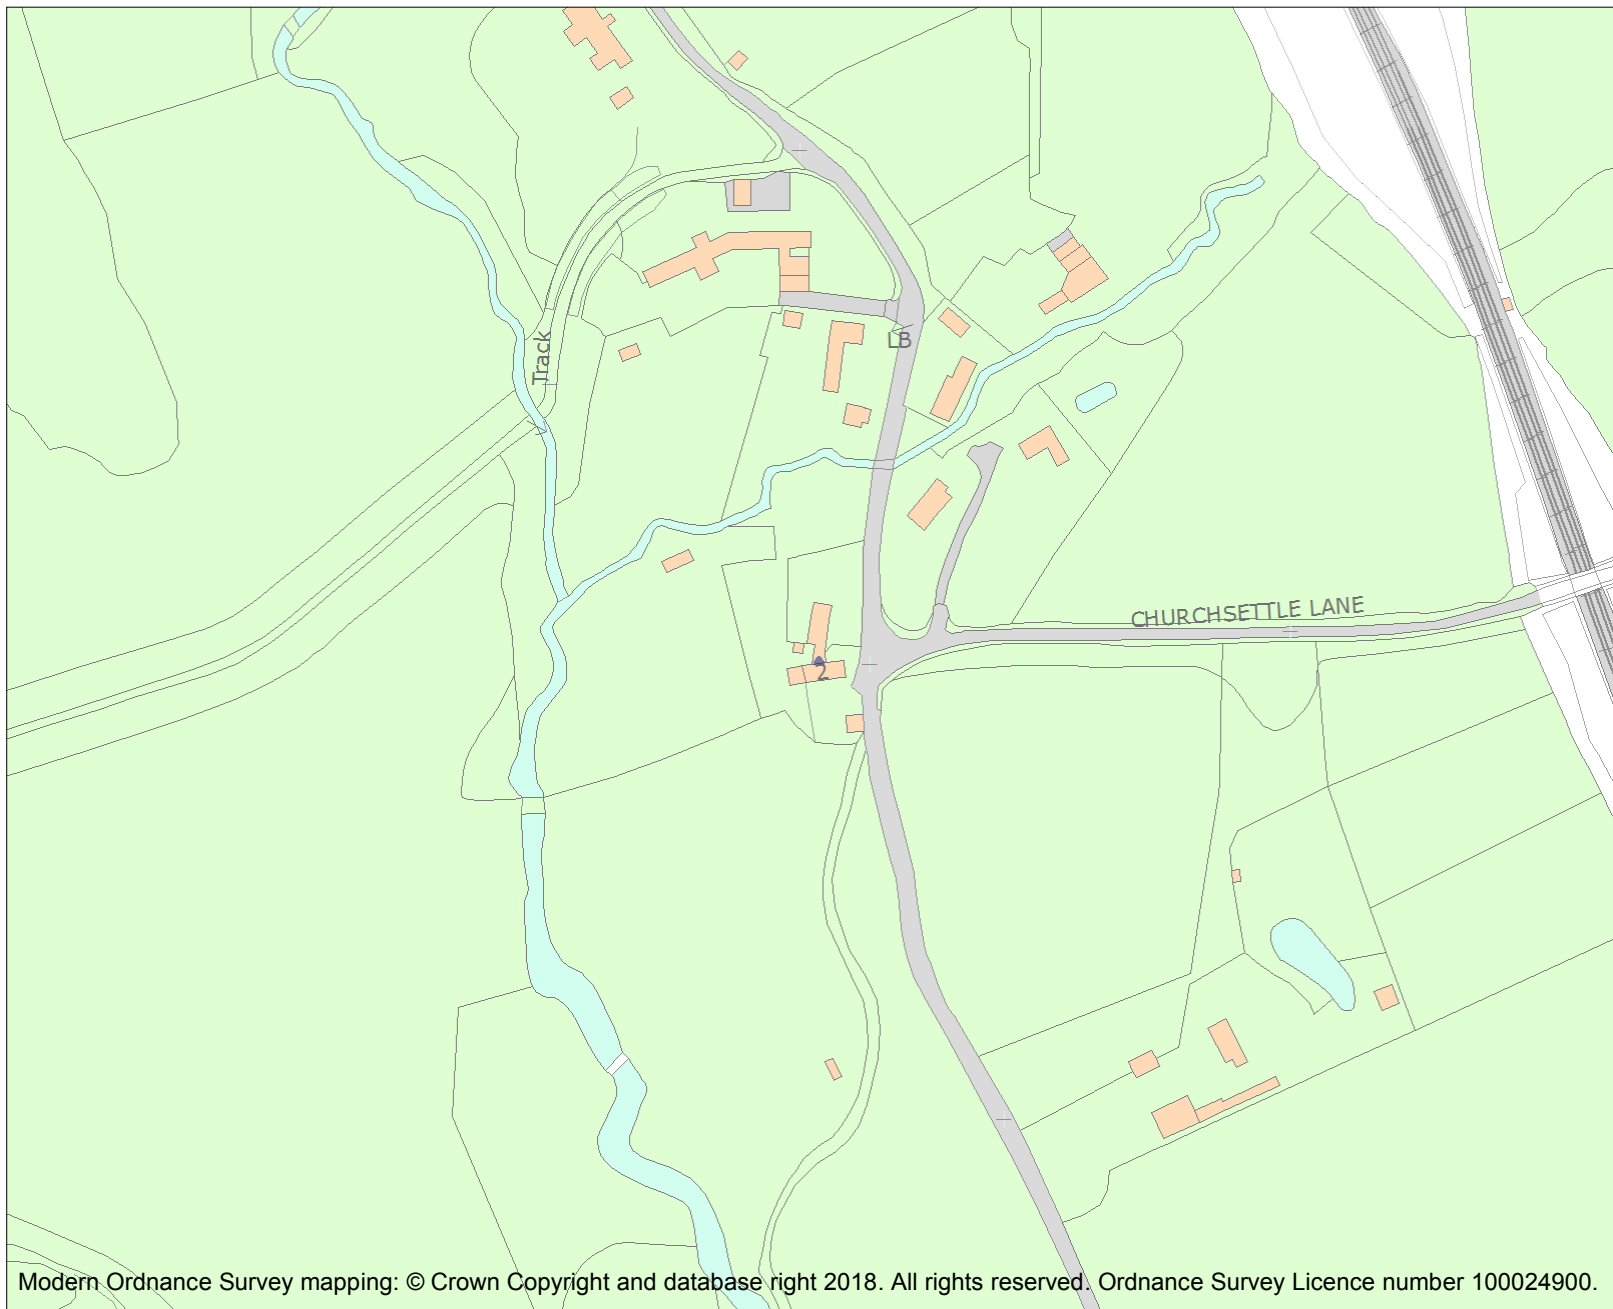 Track
LB
CHURCHSETTLE LANE
2
Modern Ordnance Survey mapping: © Crown Copyright and database right 2018. All rights reserved. Ordnance Survey Licence number 100024900.